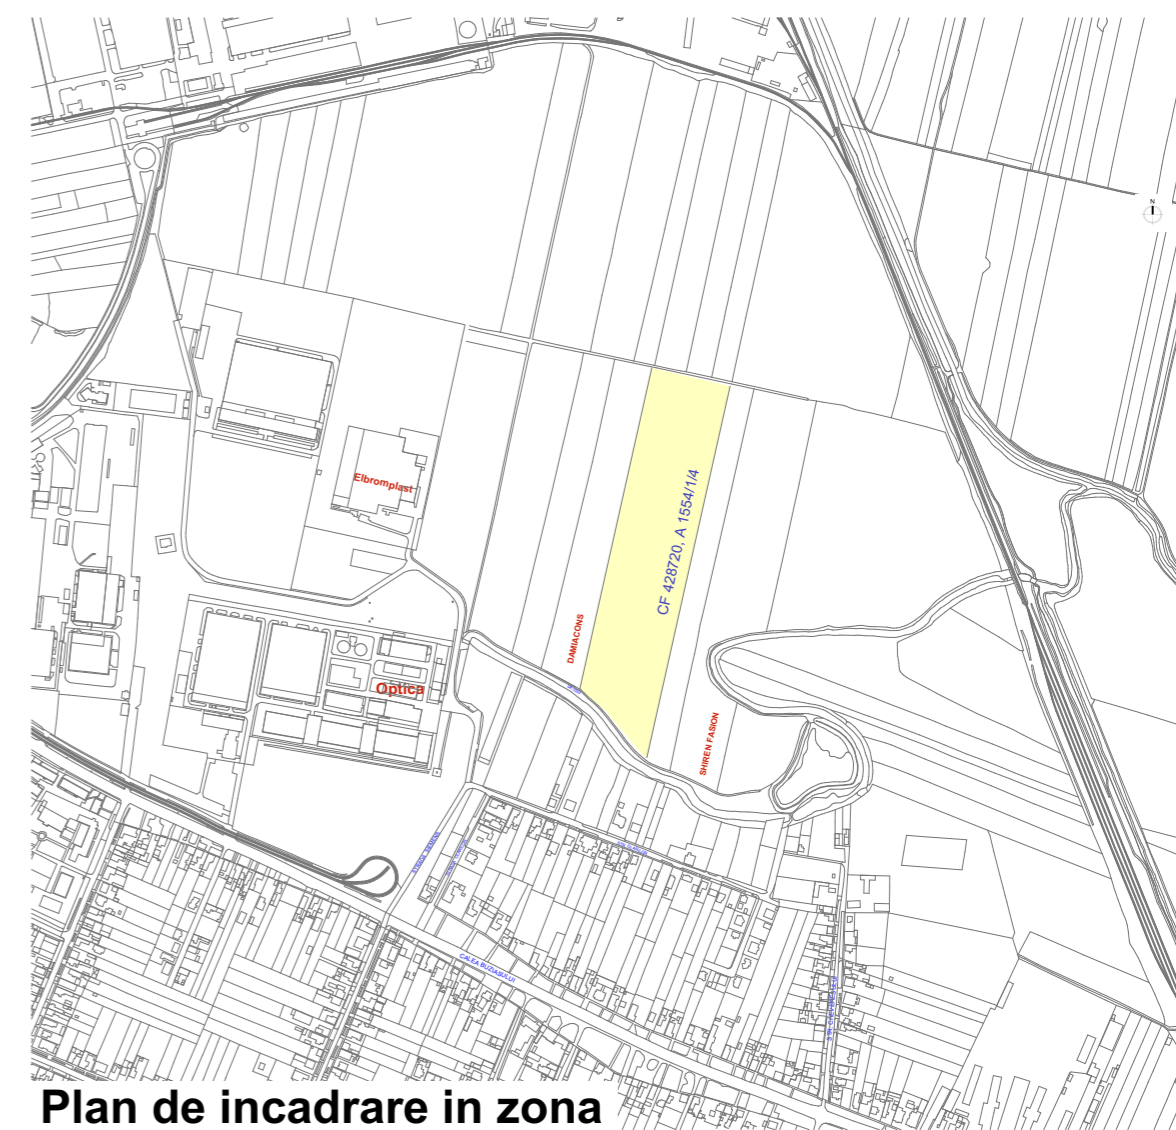 N
Elbromplast
CF 428720, A 1554/1/4
DAMIACONS
Optica
SHIREN FASION
CALEA BUZIASULUI
Plan de incadrare in zona